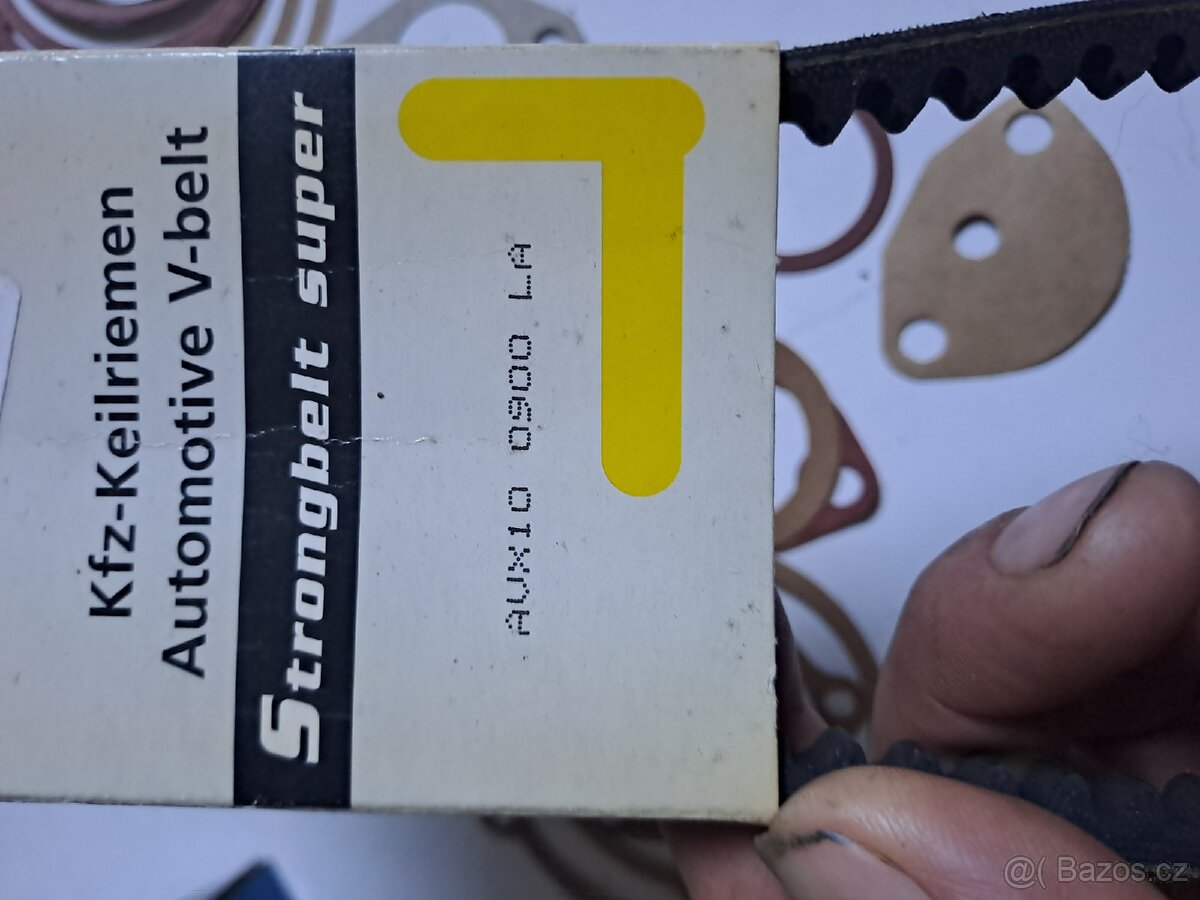 Kfz-Keilriemen
Automotive V-belt
Strongbelt super
AVX10 0900 LA
@( Bazos.cz